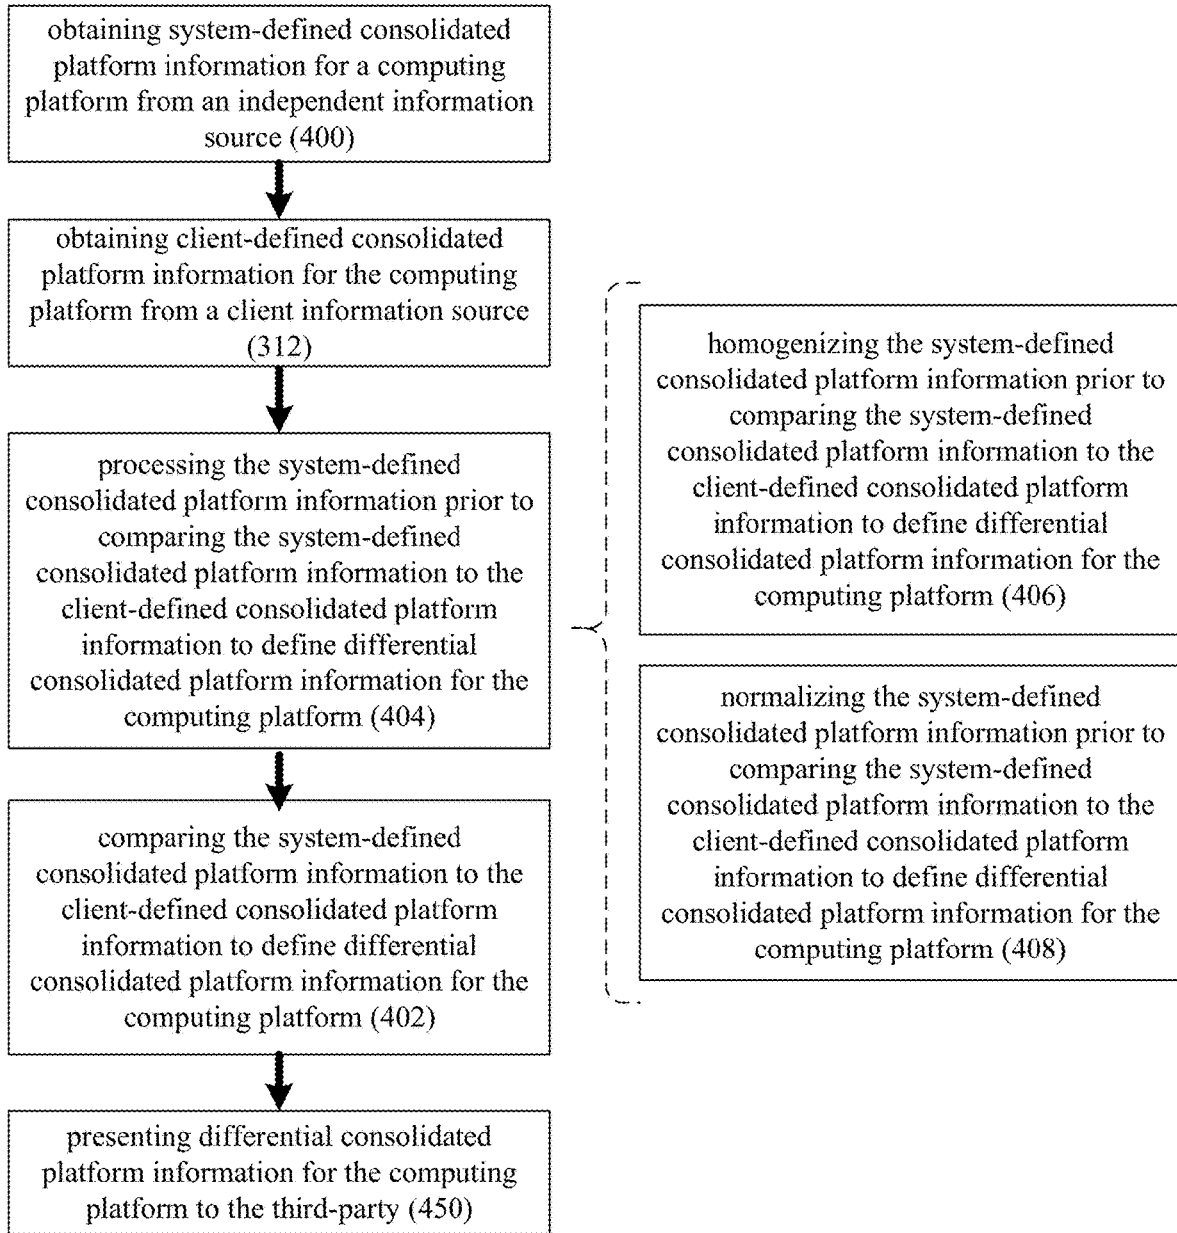 obtaining system-defined consolidated
platform information for a computing
platform from an independent information
source (400)
obtaining client-defined consolidated
platform information for the computing
platform from a client information source
(312)
processing the system-defined
consolidated platform information prior to
comparing the system-defined
consolidated platform information to the
client-defined consolidated platform
information to define differential
consolidated platform information for the
computing platform (404)
homogenizing the system-defined
consolidated platform information prior to
comparing the system-defined
consolidated platform information to the
client-defined consolidated platform
information to define differential
consolidated platform information for the
computing platform (406)
normalizing the system-defined
consolidated platform information prior to
comparing the system-defined
consolidated platform information to the
client-defined consolidated platform
information to define differential
consolidated platform information for the
computing platform (408)
comparing the system-defined
consolidated platform information to the
client-defined consolidated platform
information to define differential
consolidated platform information for the
computing platform (402)
presenting differential consolidated
platform information for the computing
platform to the third-party (450)